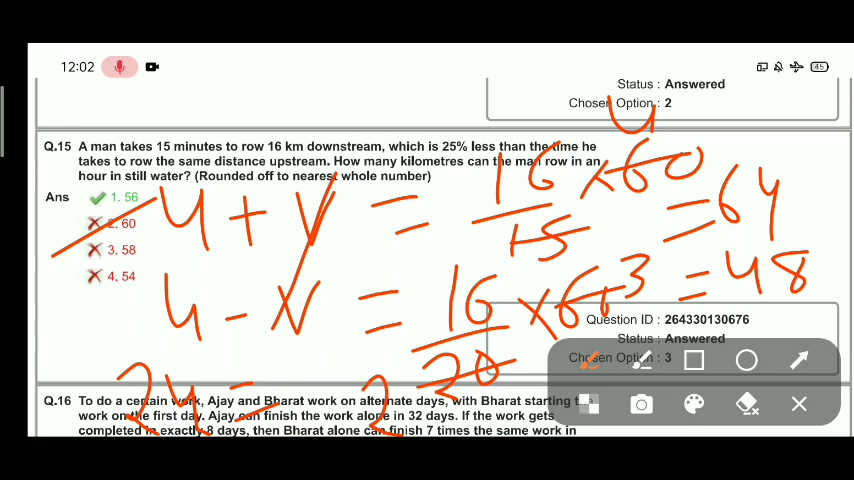 12:02 45
Status : Answered
Chosen Option : 2
Q.15 A man takes 15 minutes to row 16 km downstream, which is 25% less than the time he
takes to row the same distance upstream. How many kilometres can the man row in an
hour in still water? (Rounded off to nearest whole number)
Ans 1. 56
2. 60
3. 58
4. 54
4
u + v = 16/15 × 60 = 64
u - v = 16/20 × 60 3 = 48
2u = 2
Question ID : 264330130676
Status : Answered
Chosen Option : 3
Q.16 To do a certain work, Ajay and Bharat work on alternate days, with Bharat starting the
work on the first day. Ajay can finish the work alone in 32 days. If the work gets
completed in exactly 8 days, then Bharat alone can finish 7 times the same work in